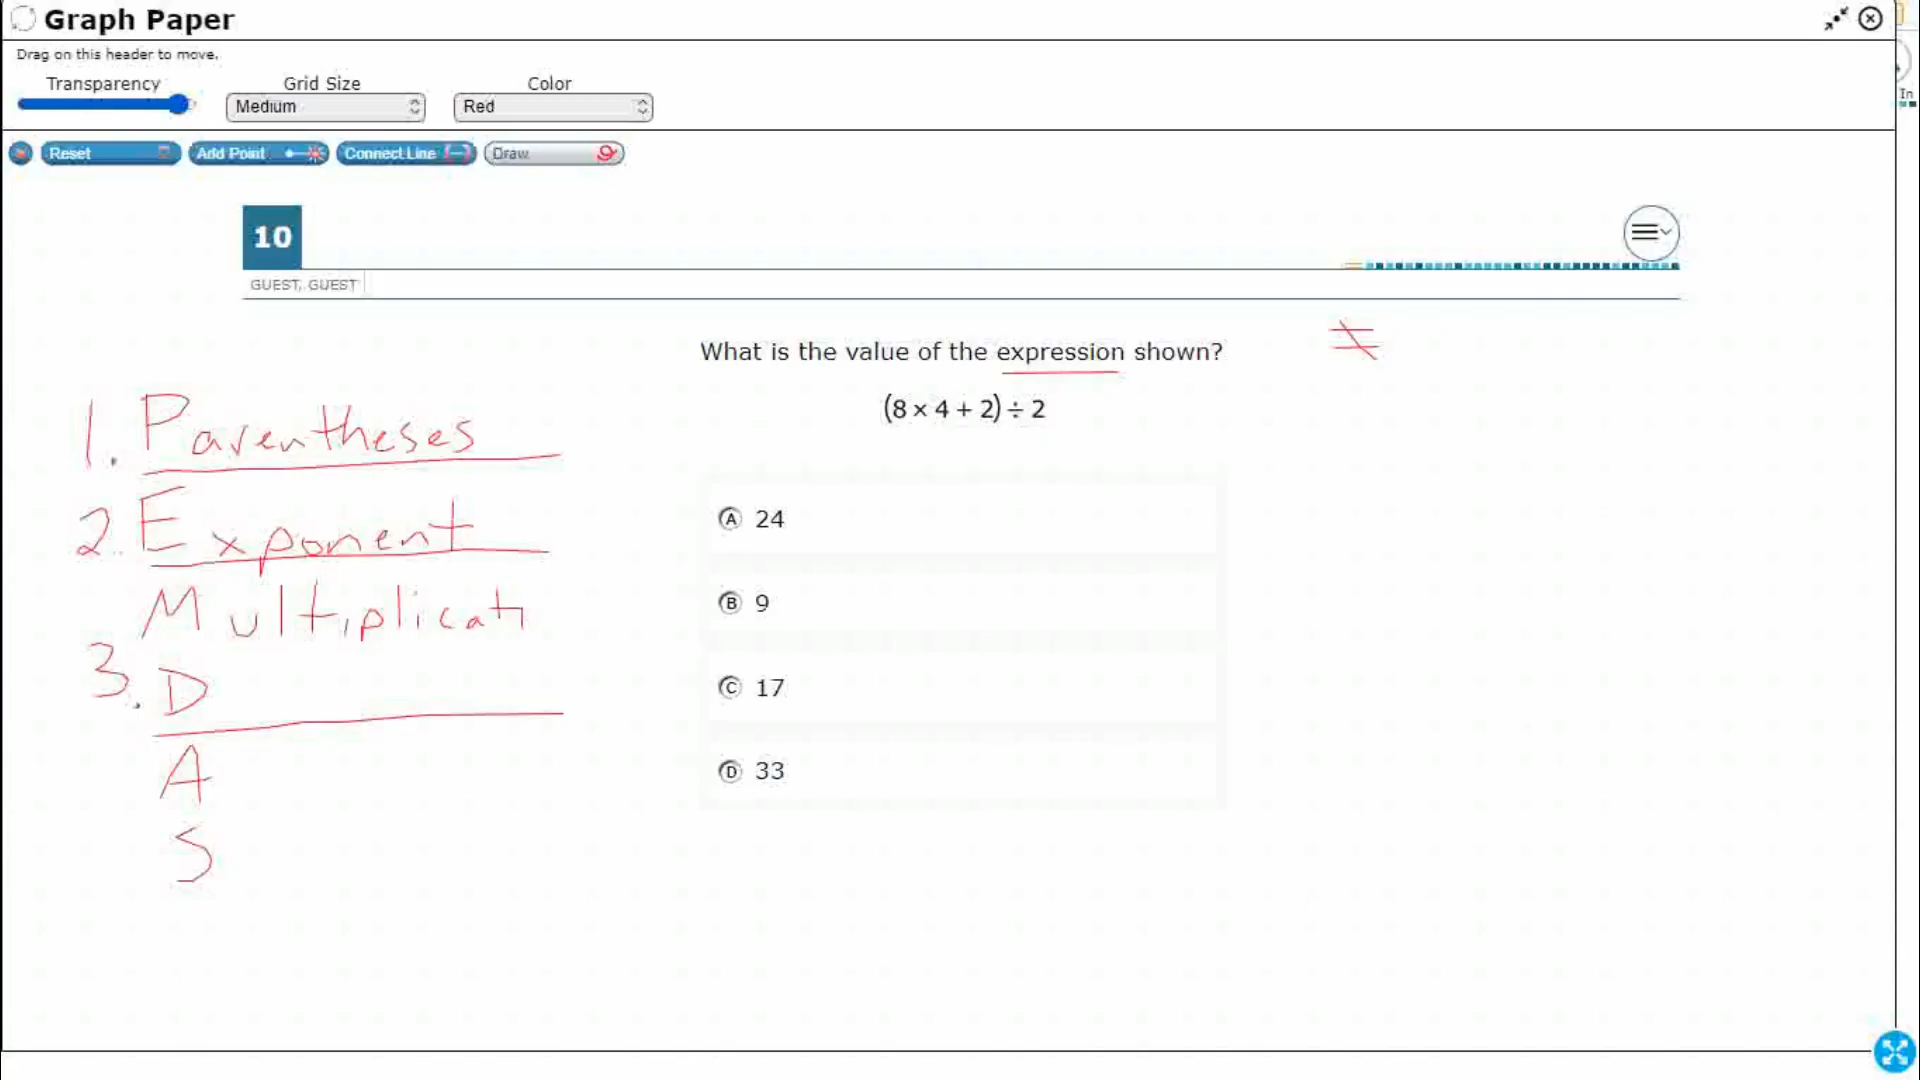 Graph Paper
Drag on this header to move.
Transparency Grid Size Color
Medium Red
Reset Add Point Connect Line Draw
In
10
GUEST, GUEST
What is the value of the expression shown?
≠
(8 × 4 + 2) ÷ 2
1. Parentheses
2. Exponent
Multiplicati
3. D
A
S
A 24
B 9
C 17
D 33